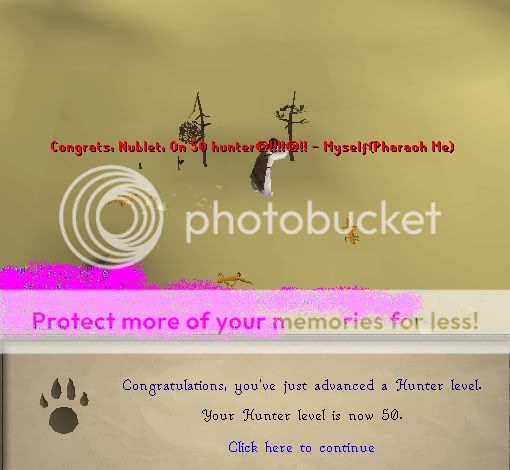 Congrats, Nublet, On 50 hunter@!!!!@!! - Myself(Pharaoh Me)
photobucket
Protect more of your memories for less!
Congratulations, you've just advanced a Hunter level.
Your Hunter level is now 50.
Click here to continue